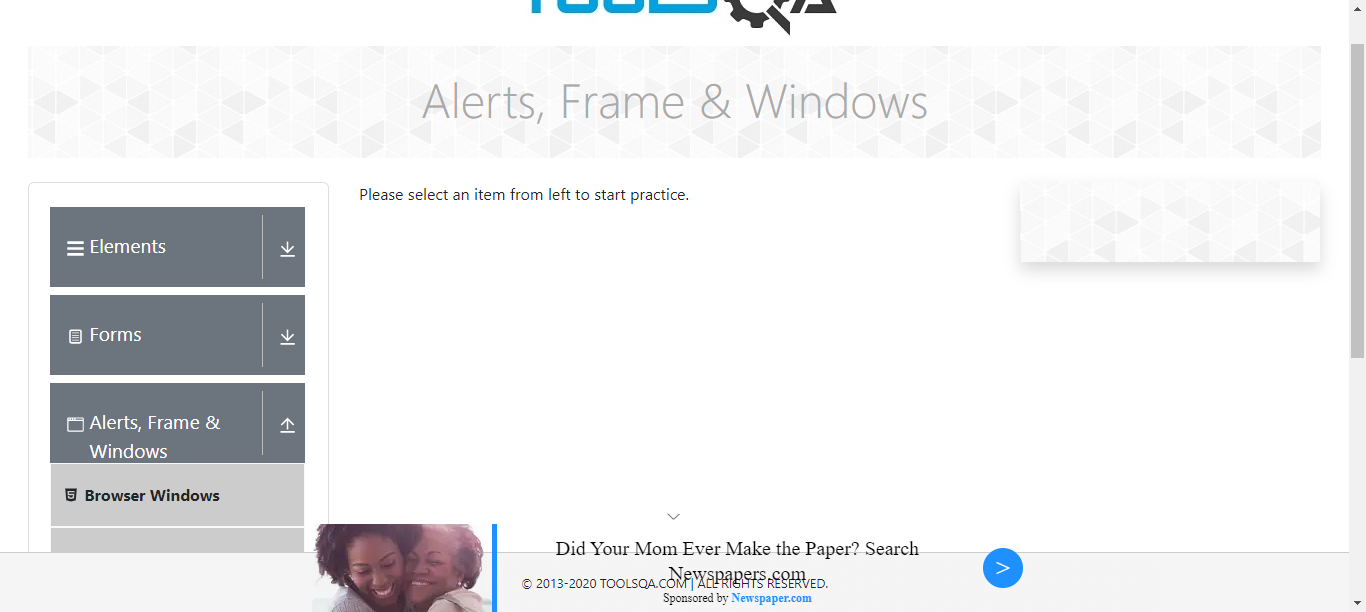 TOOLSQA
Alerts, Frame & Windows
Elements
Forms
Alerts, Frame &
Windows
Browser Windows
Please select an item from left to start practice.
Did Your Mom Ever Make the Paper? Search
Newspapers.com
Sponsored by Newspaper.com
>
© 2013-2020 TOOLSQA.COM | ALL RIGHTS RESERVED.